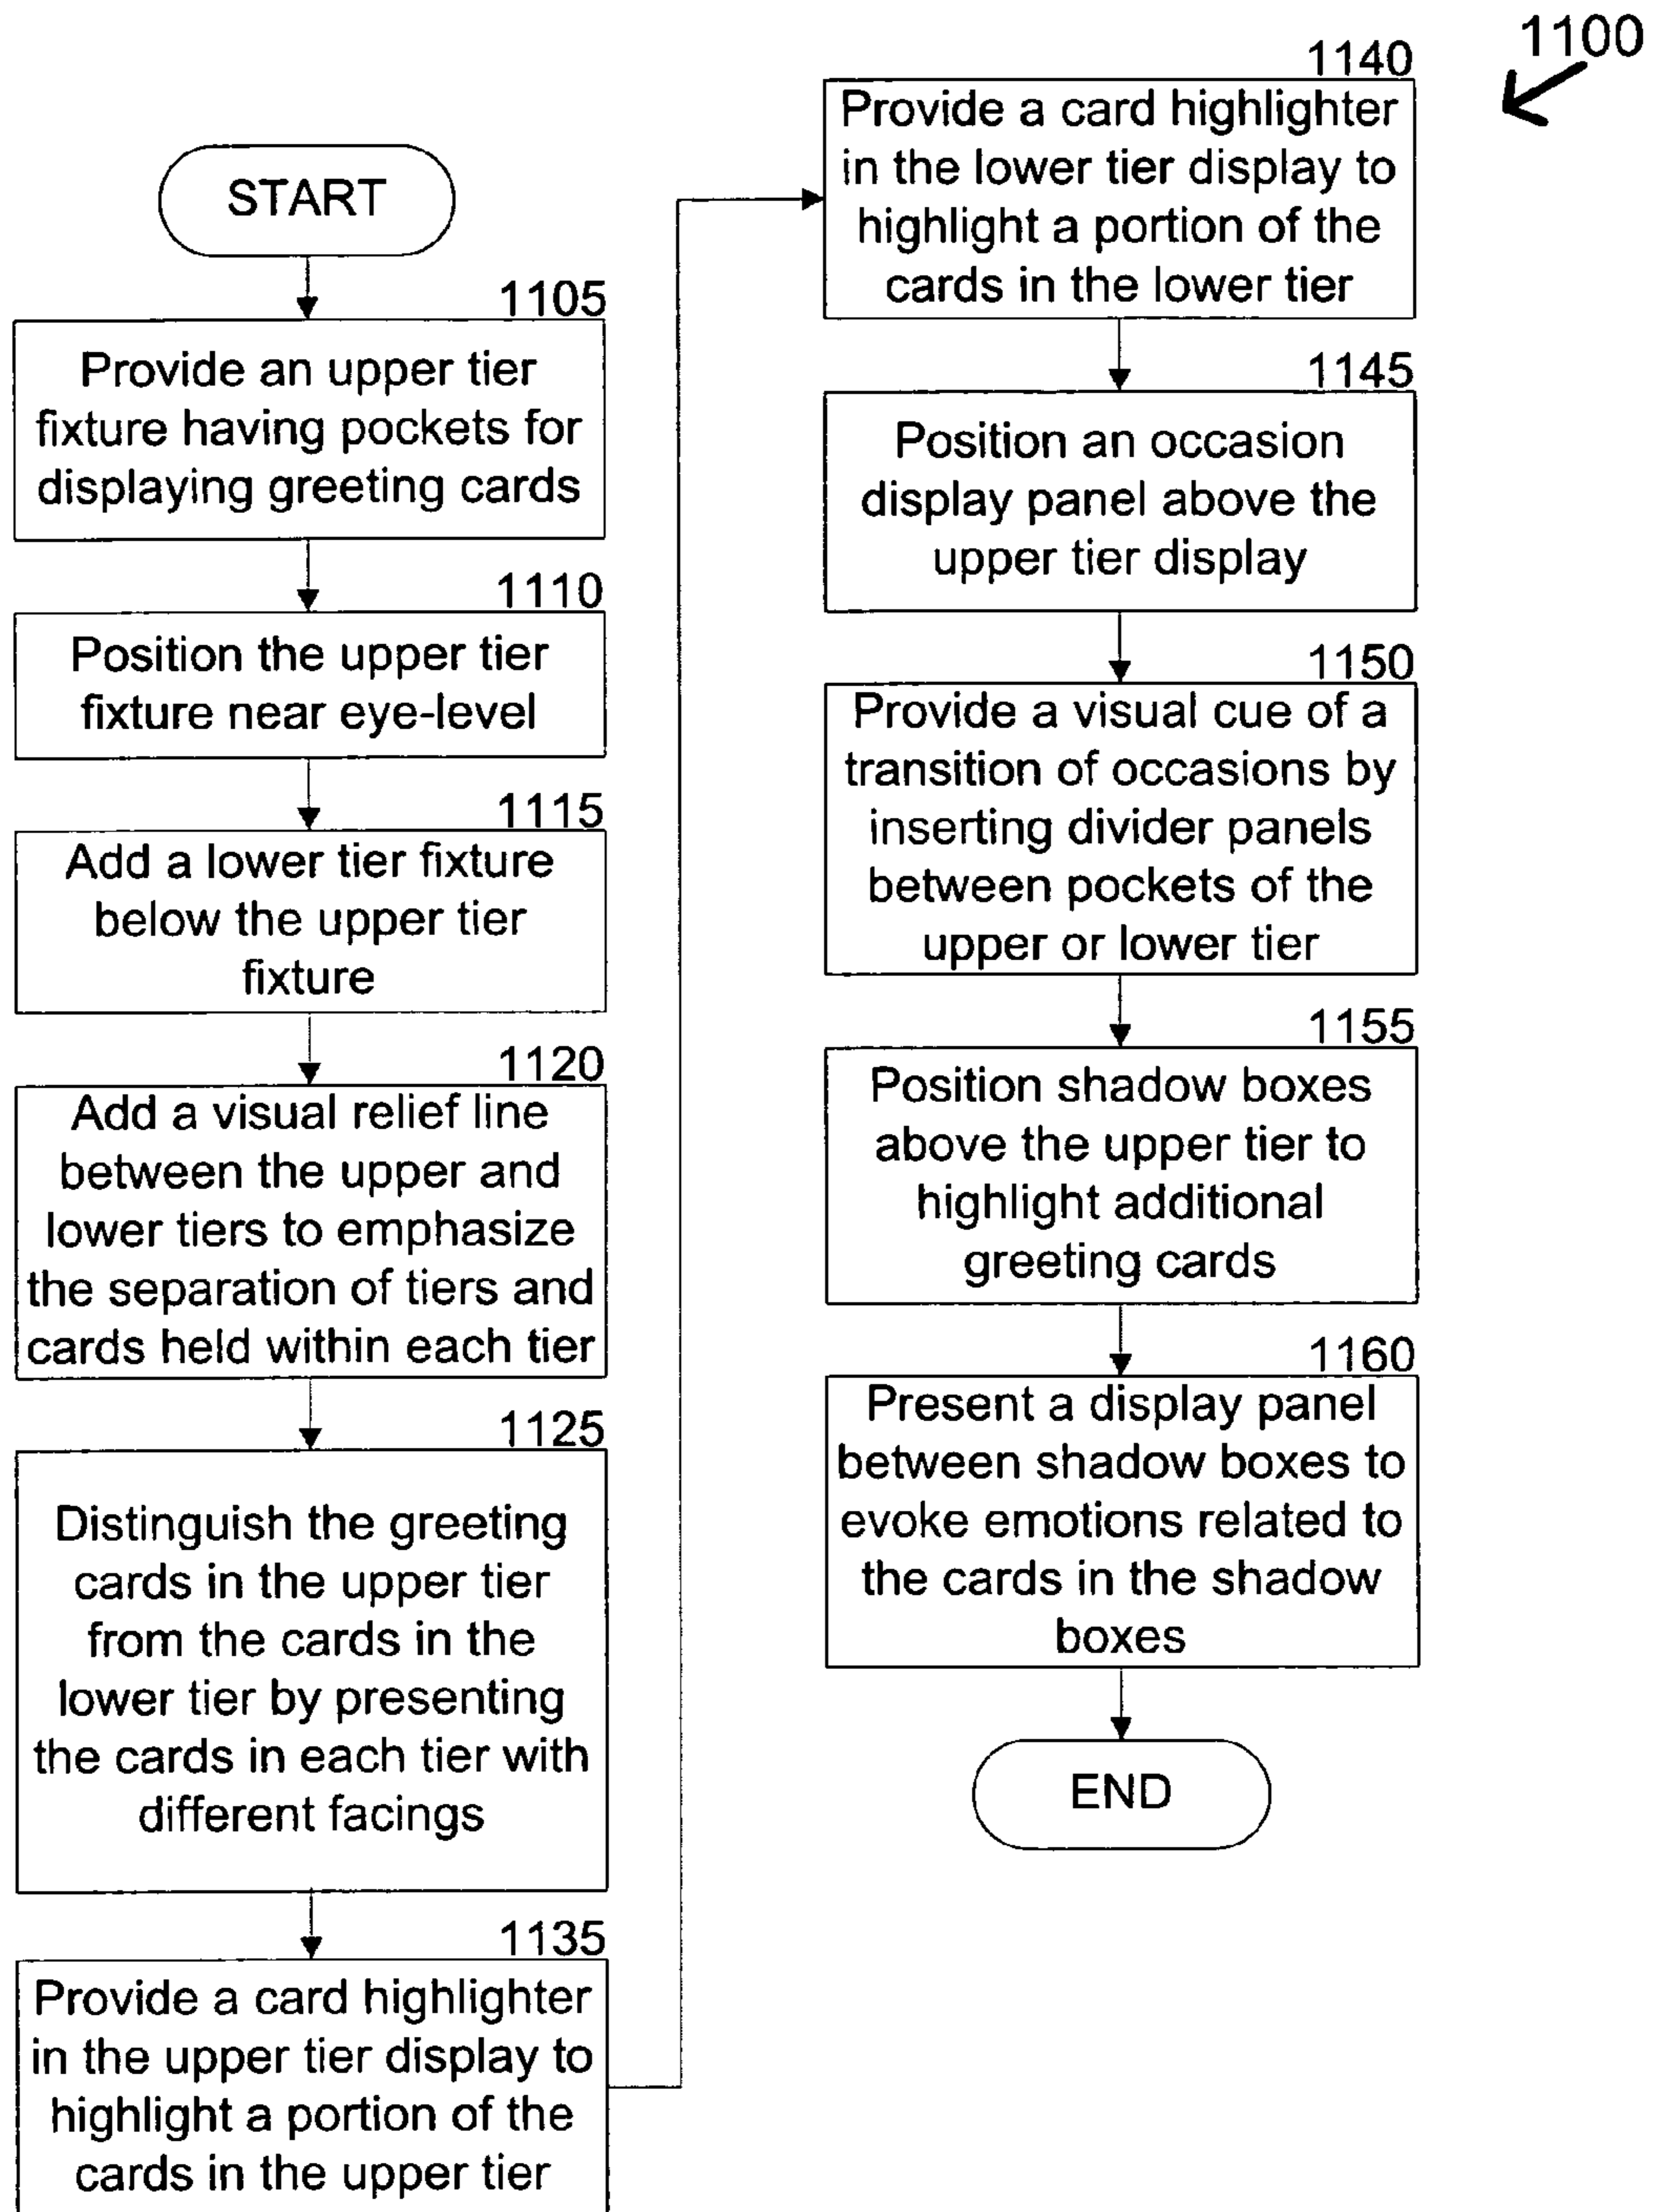 1100
START
1105
Provide an upper tier
fixture having pockets for
displaying greeting cards
1110
Position the upper tier
fixture near eye-level
1115
Add a lower tier fixture
below the upper tier
fixture
1120
Add a visual relief line
between the upper and
lower tiers to emphasize
the separation of tiers and
cards held within each tier
1125
Distinguish the greeting
cards in the upper tier
from the cards in the
lower tier by presenting
the cards in each tier with
different facings
1135
Provide a card highlighter
in the upper tier display to
highlight a portion of the
cards in the upper tier
1140
Provide a card highlighter
in the lower tier display to
highlight a portion of the
cards in the lower tier
1145
Position an occasion
display panel above the
upper tier display
1150
Provide a visual cue of a
transition of occasions by
inserting divider panels
between pockets of the
upper or lower tier
1155
Position shadow boxes
above the upper tier to
highlight additional
greeting cards
1160
Present a display panel
between shadow boxes to
evoke emotions related to
the cards in the shadow
boxes
END